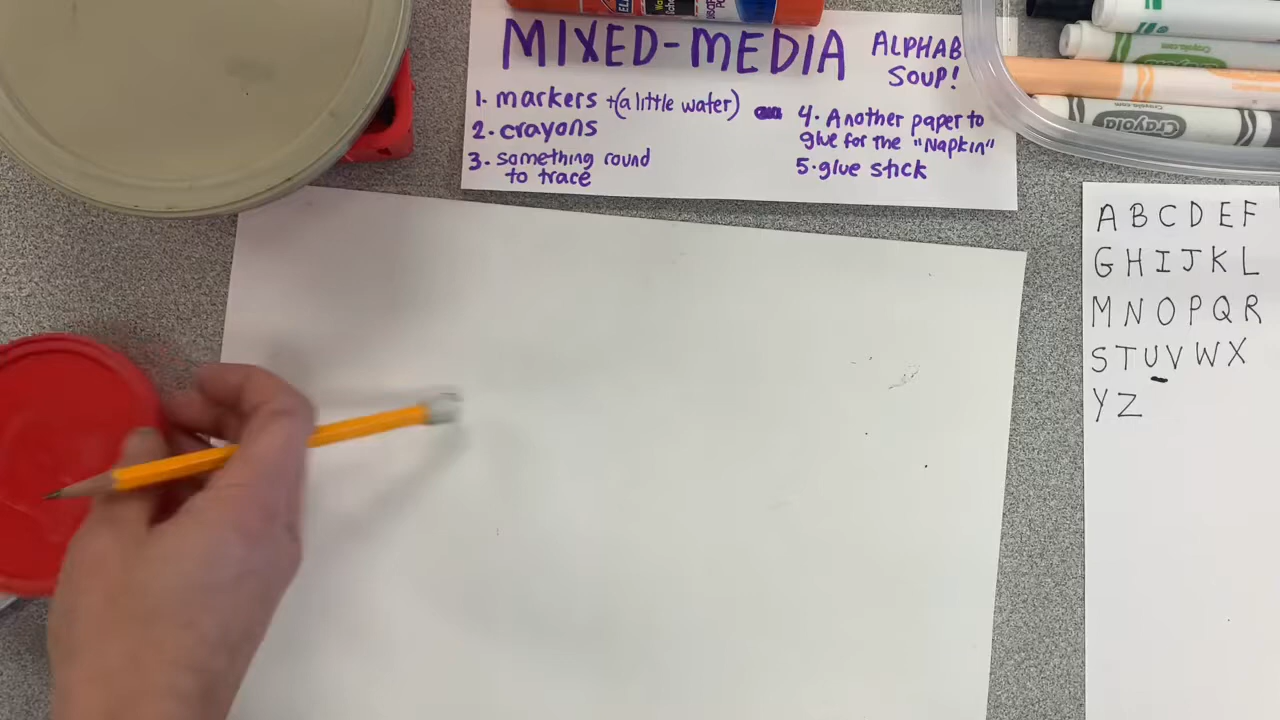 MIXED-MEDIA
ALPHAB
SOUP!
1. markers +(a little water)
2. crayons
3. something round
to trace
4. Another paper to
glue for the "Napkin"
5. glue stick
Crayola
A B C D E F
G H I J K L
M N O P Q R
S T U V W X
Y Z